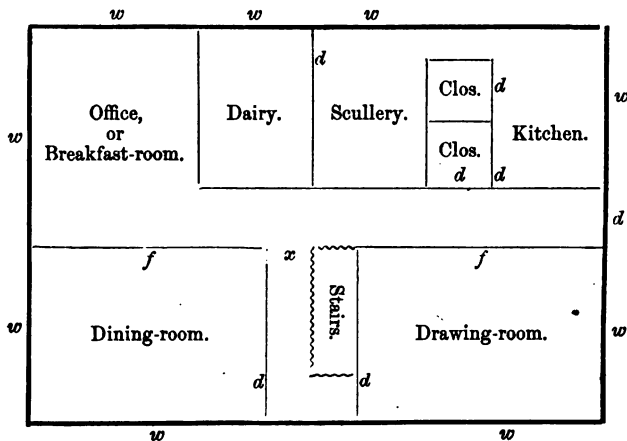 w w w
d
Clos. d
w
Office,
or
Breakfast-room.
Dairy.
Scullery.
Kitchen.
w
Clos.
d d
d
f x f
Stairs.
w
Dining-room.
Drawing-room.
w
d d
w w